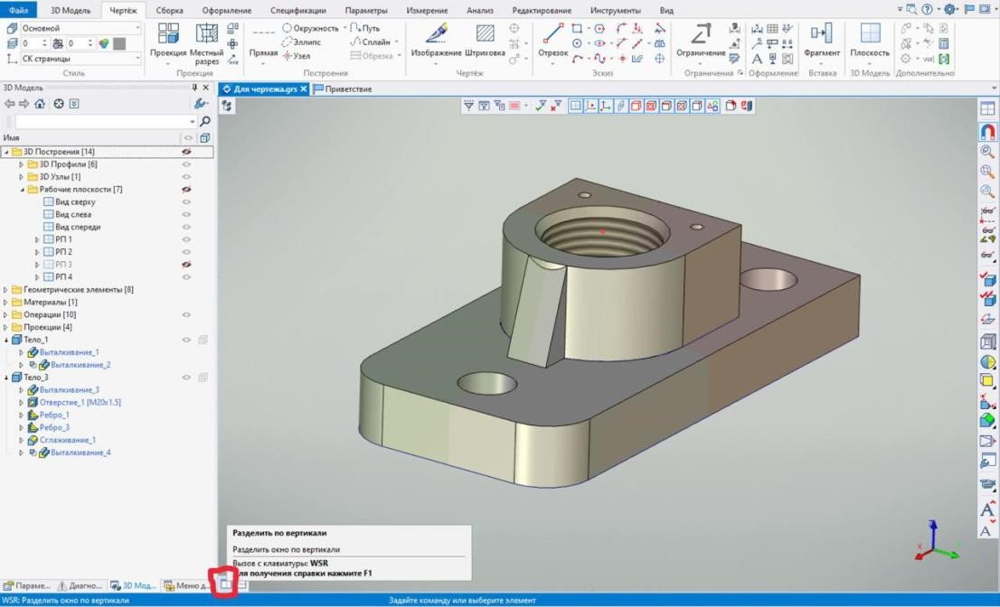 Файл 3D Модель Чертёж Сборка Оформление Спецификации Параметры Измерение Анализ Редактирование Инструменты Вид
Основной
0 0
СК страницы
Стиль
Проекция Местный разрез
Проекция
Прямая Окружность Эллипс Узел Путь Сплайн Обрезка
Построения
Изображение Штриховка
Чертёж
Отрезок
Эскиз
Ограничение
Ограничения
Оформление
Фрагмент
Вставка
Плоскость
3D Модель
Дополнительно
3D Модель
Для чертежа.grs Приветствие
Имя
3D Построения [14]
3D Профили [6]
3D Узлы [1]
Рабочие плоскости [7]
Вид сверху
Вид слева
Вид спереди
РП 1
РП 2
РП 3
РП 4
Геометрические элементы [8]
Материалы [1]
Операции [10]
Проекции [4]
Тело_1
Выталкивание_1
Выталкивание_2
Тело_3
Выталкивание_3
Отверстие_1 [M20x1.5]
Ребро_1
Ребро_3
Сглаживание_1
Выталкивание_4
Разделить по вертикали
Разделить окно по вертикали
Вызов с клавиатуры: WSR
для получения справки нажмите F1
X
Параме... Диагно... 3D Мод... Меню д...
WSR: Разделить окно по вертикали Задайте команду или выберите элемент